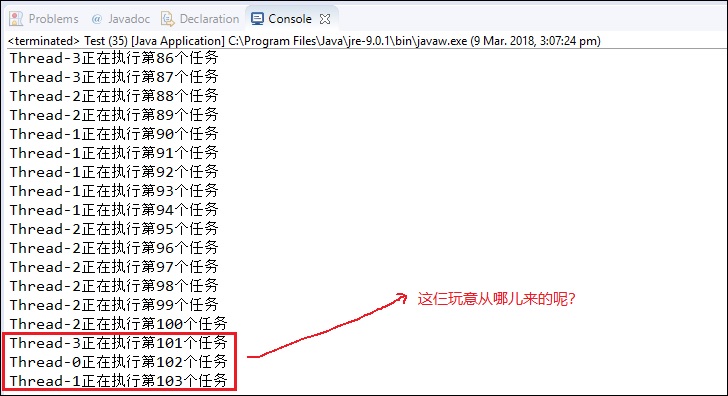 Problems @ Javadoc Declaration Console
<terminated> Test (35) [Java Application] C:\Program Files\Java\jre-9.0.1\bin\javaw.exe (9 Mar. 2018, 3:07:24 pm)
Thread-3正在执行第86个任务
Thread-3正在执行第87个任务
Thread-2正在执行第88个任务
Thread-2正在执行第89个任务
Thread-1正在执行第90个任务
Thread-1正在执行第91个任务
Thread-1正在执行第92个任务
Thread-1正在执行第93个任务
Thread-1正在执行第94个任务
Thread-2正在执行第95个任务
Thread-2正在执行第96个任务
Thread-2正在执行第97个任务
Thread-2正在执行第98个任务
Thread-2正在执行第99个任务
Thread-2正在执行第100个任务
Thread-3正在执行第101个任务
Thread-0正在执行第102个任务
Thread-1正在执行第103个任务
这仨玩意从哪儿来的呢?